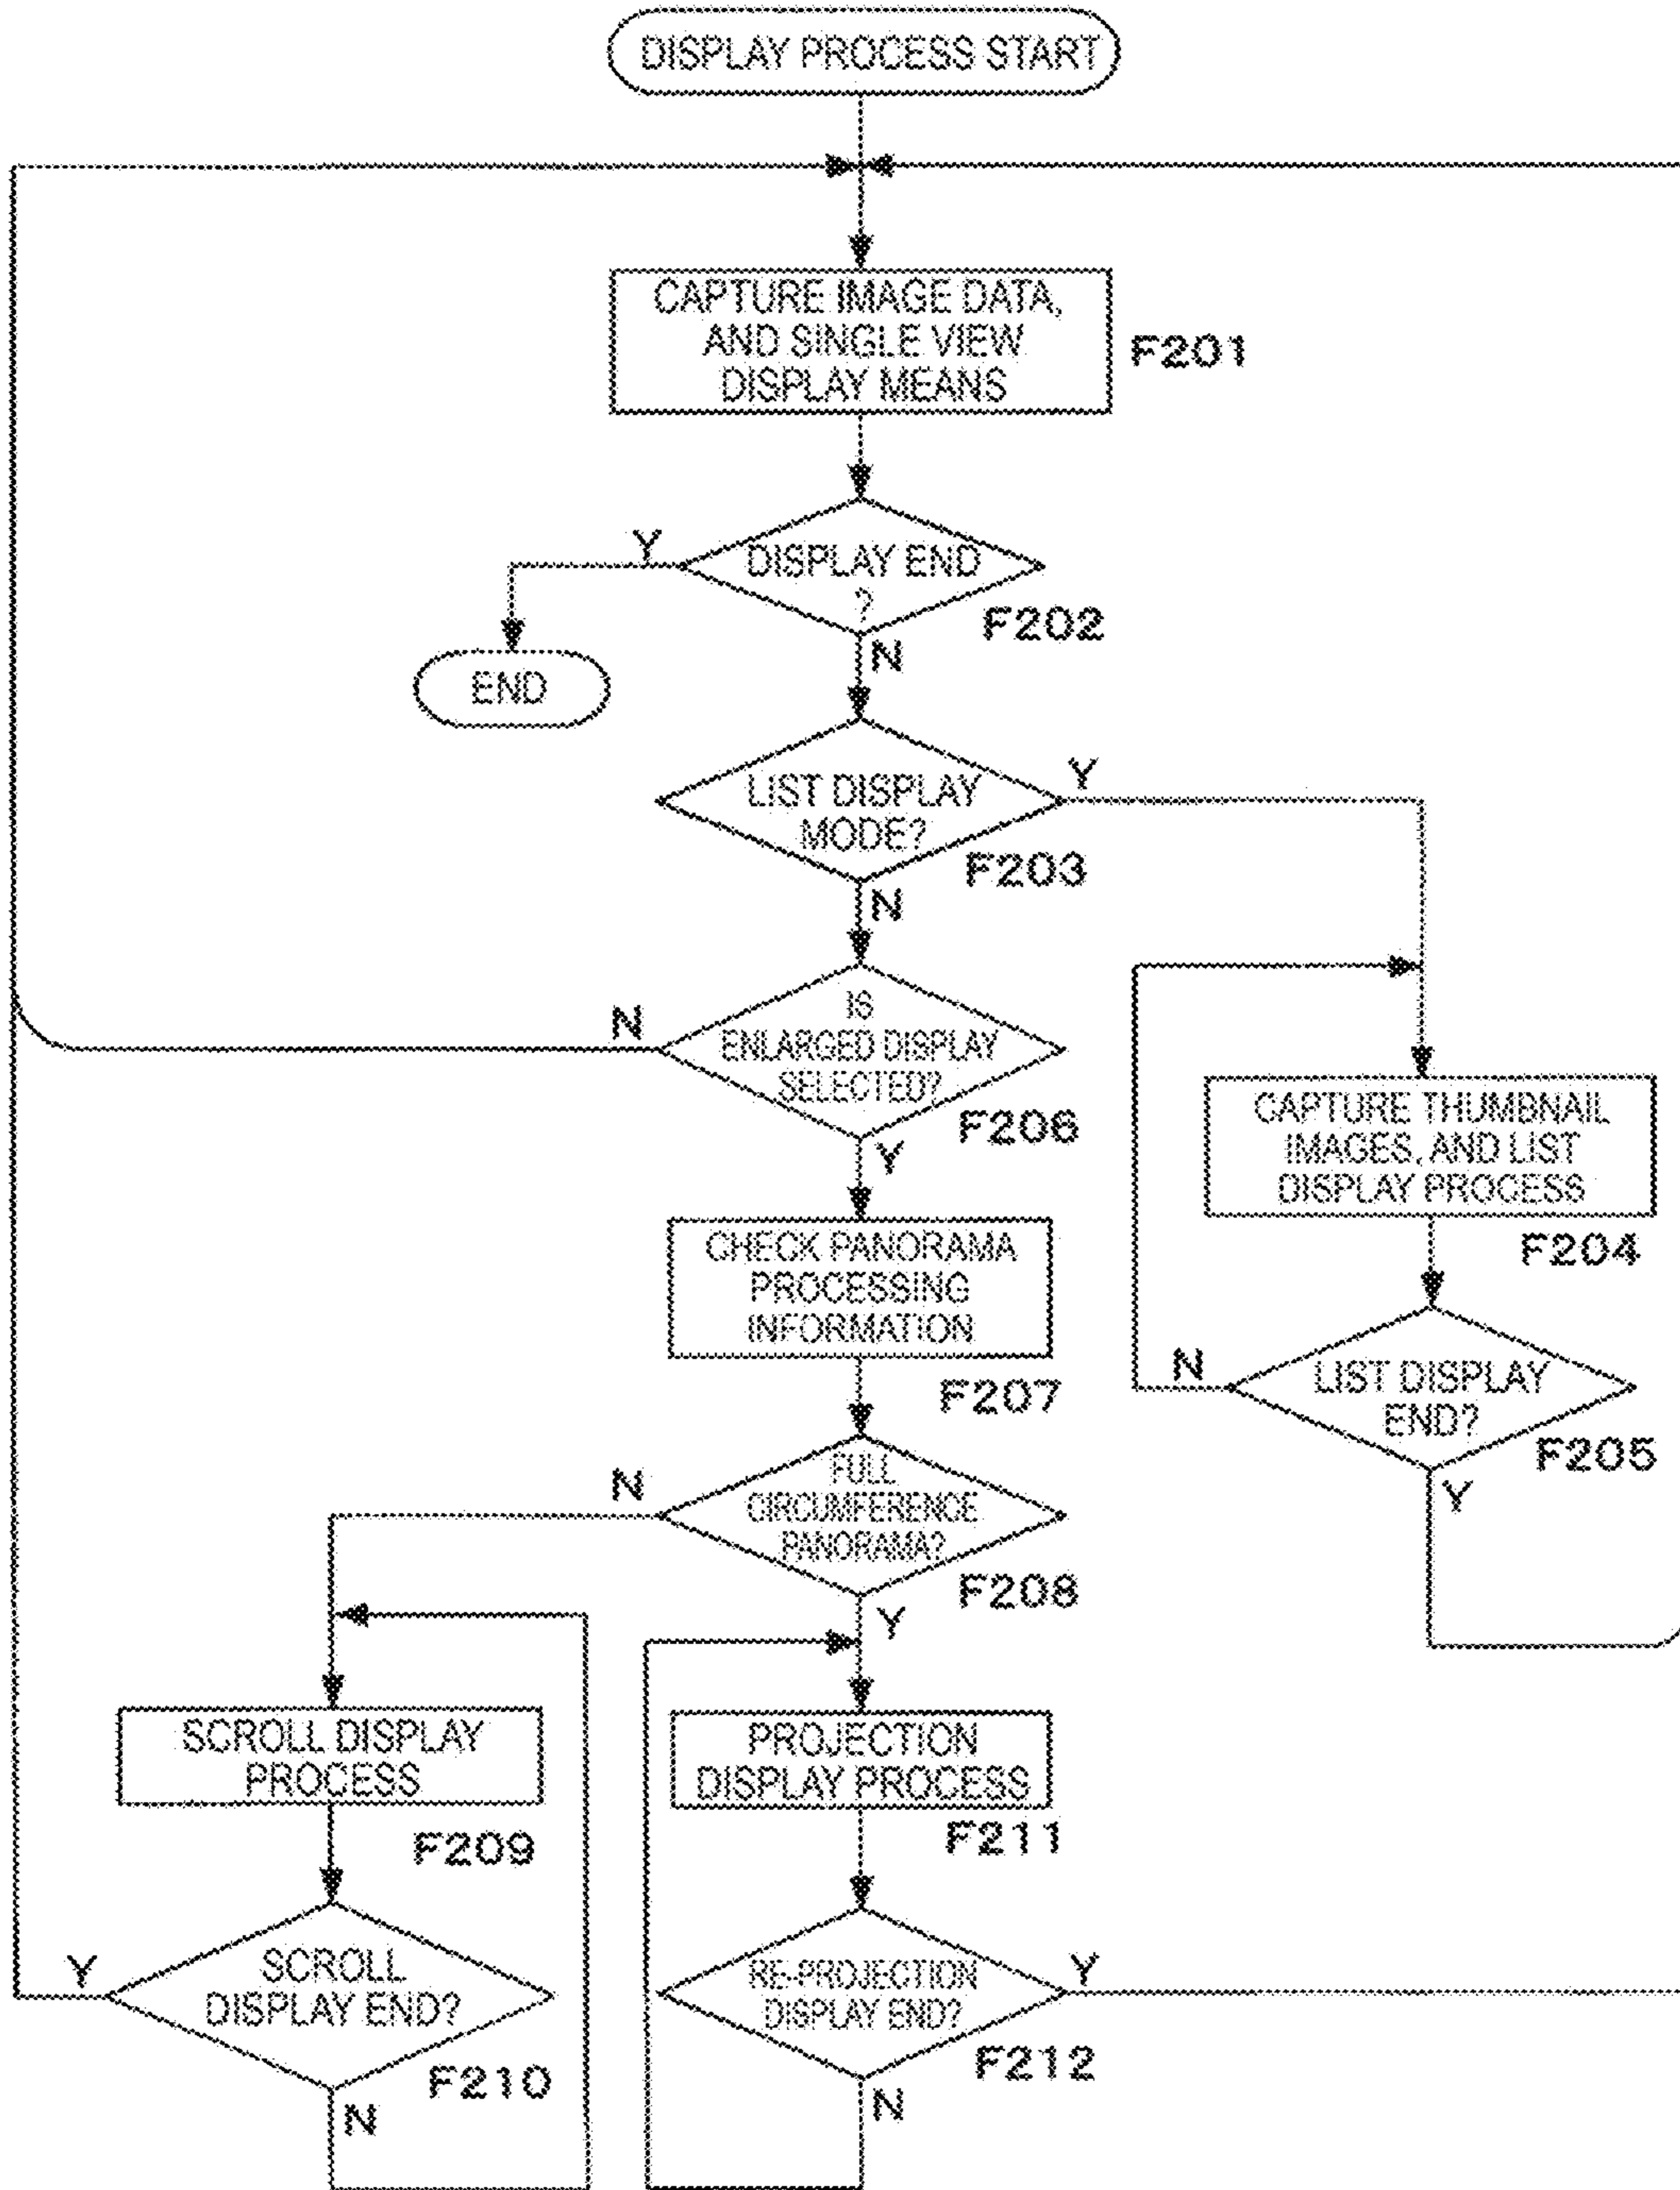 DISPLAY PROCESS START
CAPTURE IMAGE DATA,
AND SINGLE VIEW
DISPLAY MEANS
F201
Y
DISPLAY END
?
F202
END
N
LIST DISPLAY
MODE?
Y
F203
N
N
IS
ENLARGED DISPLAY
SELECTED?
F206
Y
CAPTURE THUMBNAIL
IMAGES, AND LIST
DISPLAY PROCESS
F204
CHECK PANORAMA
PROCESSING
INFORMATION
F207
N
LIST DISPLAY
END?
F205
Y
N
FULL
CIRCUMFERENCE
PANORAMA?
F208
Y
SCROLL DISPLAY
PROCESS
F209
PROJECTION
DISPLAY PROCESS
F211
Y
SCROLL
DISPLAY END?
F210
N
RE-PROJECTION
DISPLAY END?
Y
F212
N